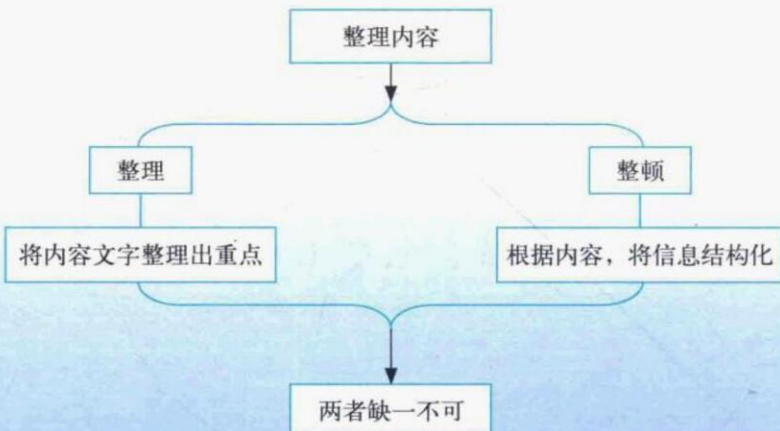 整理内容
整理
整顿
将内容文字整理出重点
根据内容，将信息结构化
两者缺一不可